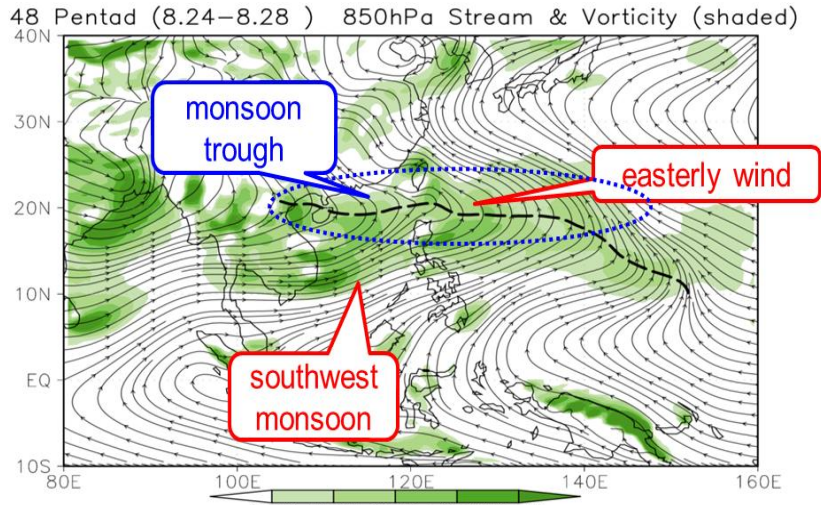 48 Pentad (8.24-8.28 ) 850hPa Stream & Vorticity (shaded)
40N
monsoon
trough
30N
easterly wind
20N
10N
southwest
monsoon
EQ
10S
80E 100E 120E 140E 160E